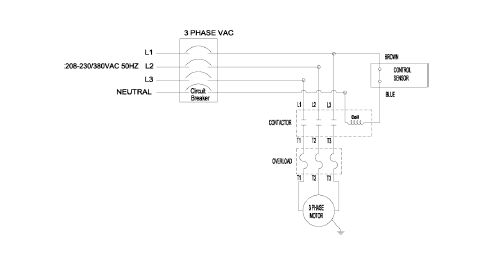 3 PHASE VAC
L1
:208-230/380VAC 50HZ L2
L3
NEUTRAL
Circuit
Breaker
BROWN
CONTROL
SENSOR
BLUE
L1 L2 L3
CONTACTOR
Coil
T1 T2 T3
OVERLOAD
T1 T2 T3
3 PHASE
MOTOR